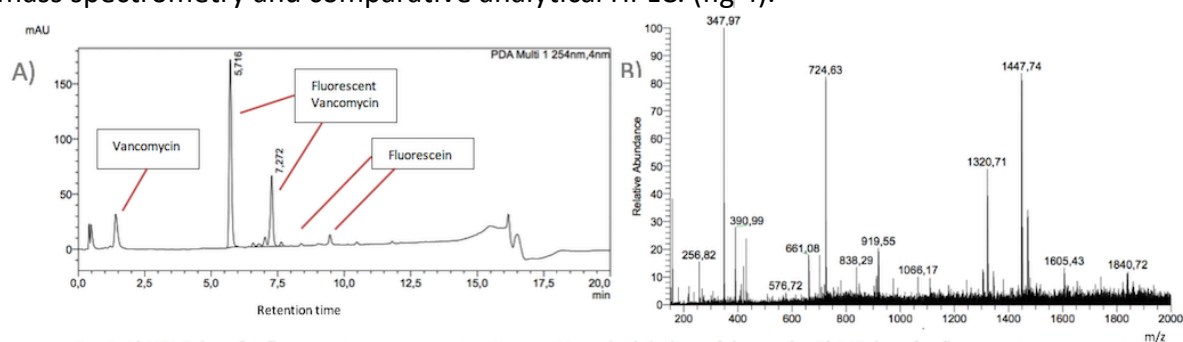 mass spectrometry and comparative analytical HPLC. (fig 4).
mAU
A)
PDA Multi 1 254nm,4nm
5,716
Fluorescent
Vancomycin
Vancomycin
7,272
Fluorescein
150
100
50
0
0,0 2,5 5,0 7,5 10,0 12,5 15,0 17,5 20,0
min
Retention time
B)
347,97
724,63
1447,74
1320,71
390,99
256,82
661,08
919,55
838,29
1066,17
576,72
1605,43
1840,72
Relative Abundance
100
90
80
70
60
50
40
30
20
10
0
200 400 600 800 1000 1200 1400 1600 1800 2000
m/z